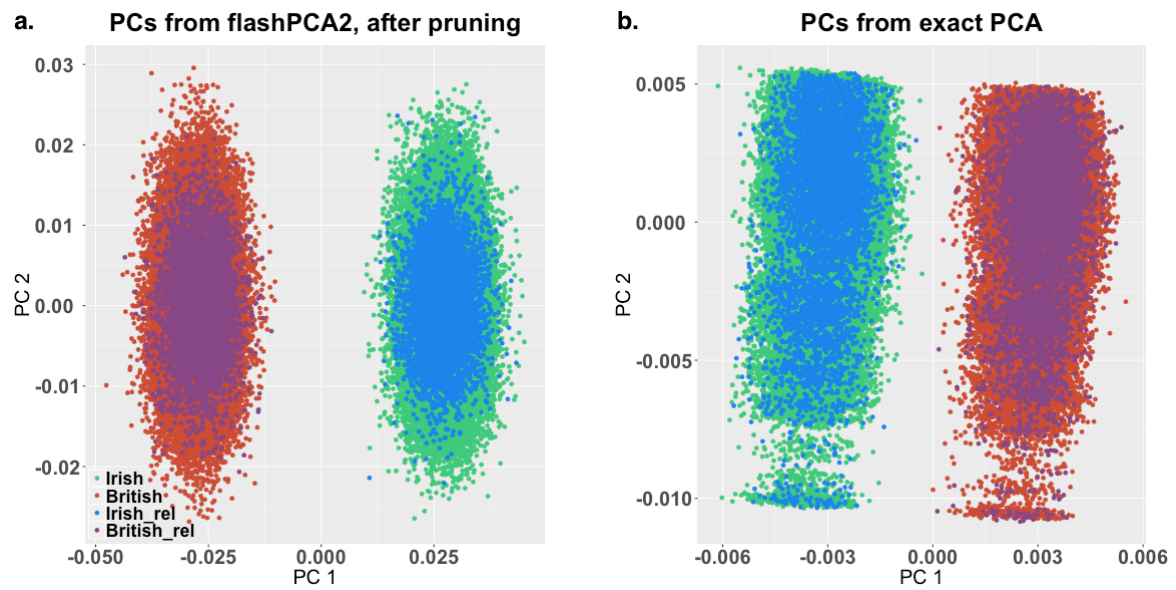 a. PCs from flashPCA2, after pruning
0.03
0.02
0.01
0.00
-0.01
-0.02
PC 2
Irish
British
Irish_rel
British_rel
-0.050 -0.025 0.000 0.025
PC 1
b. PCs from exact PCA
0.005
0.000
-0.005
-0.010
PC 2
-0.006 -0.003 0.000 0.003 0.006
PC 1